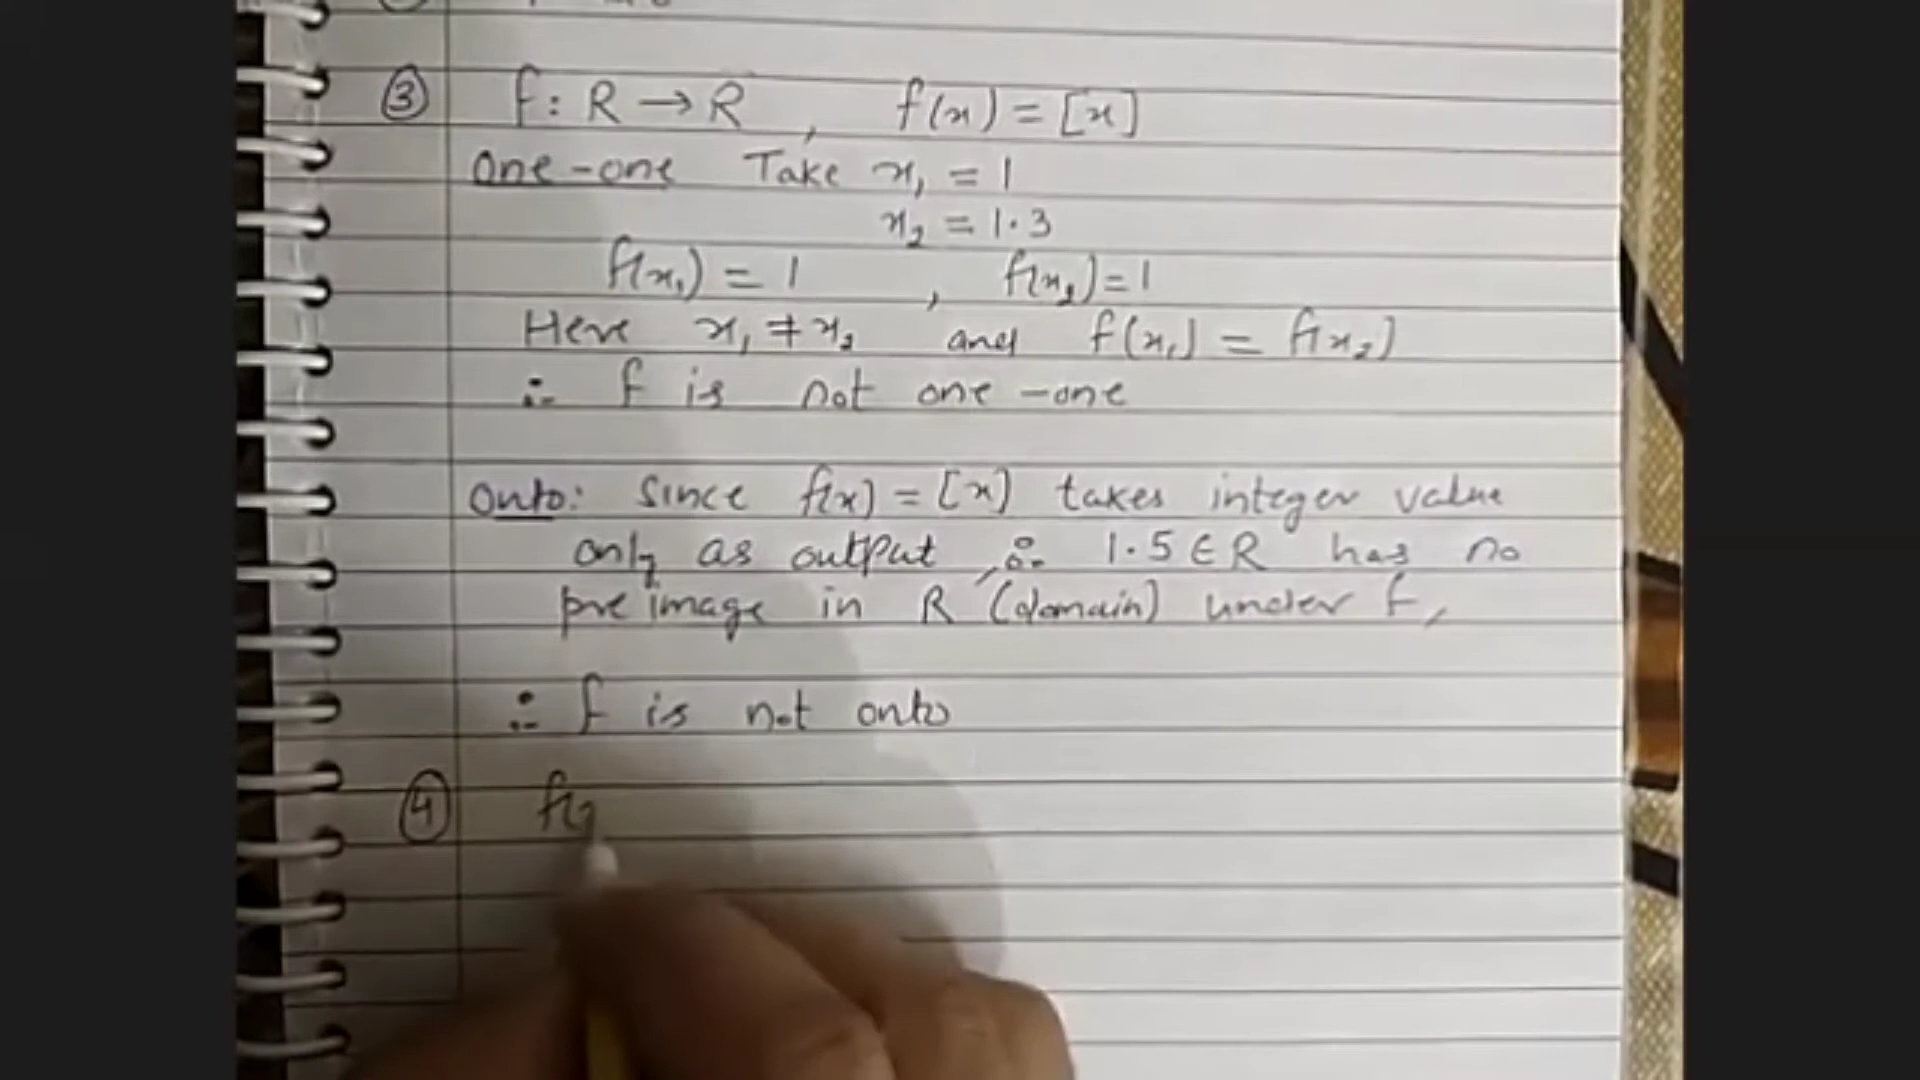 ③ f: R → R , f(x) = [x]
One-one Take x₁ = 1
x₂ = 1.3
f(x₁) = 1 , f(x₂) = 1
Here x₁ ≠ x₂ and f(x₁) = f(x₂)
∴ f is not one-one
Onto: Since f(x) = [x] takes integer value
only as output, ∴ 1.5 ∈ R has no
pre image in R (domain) under f,
∴ f is not onto
④